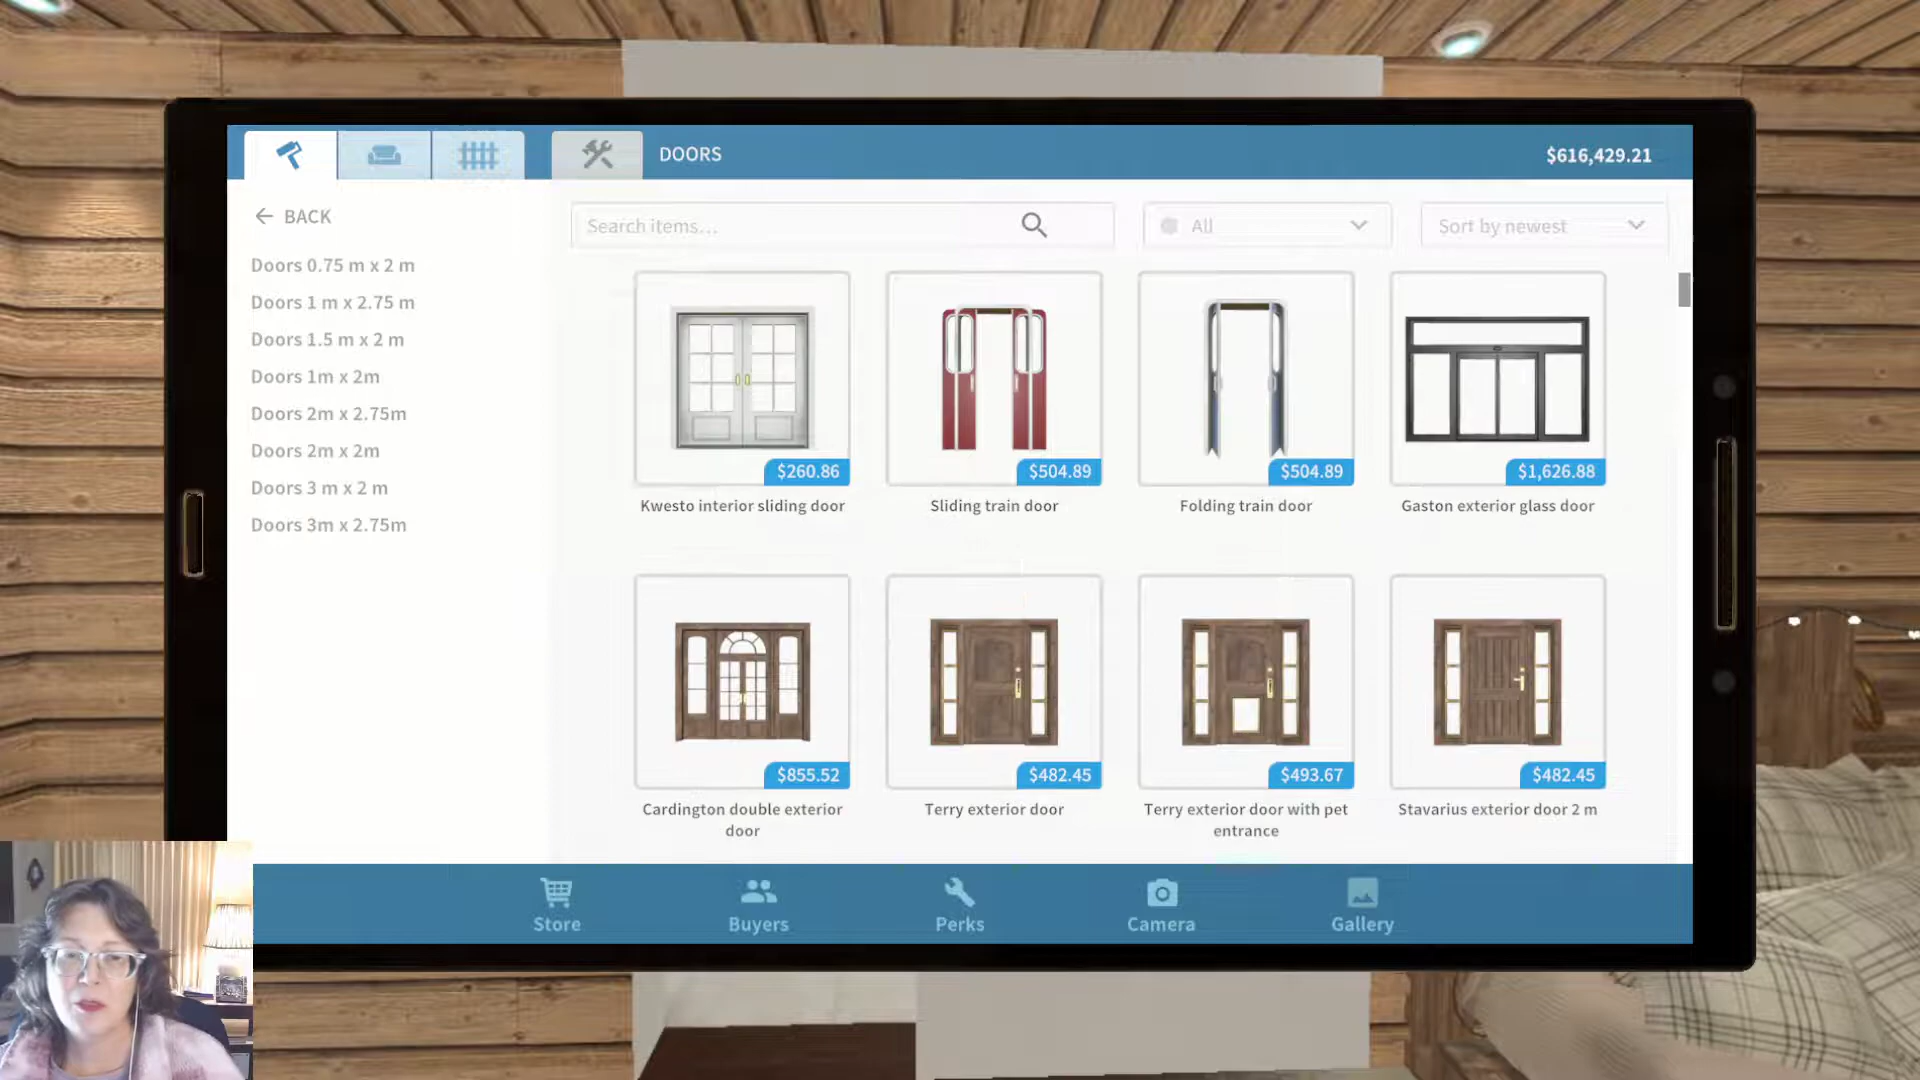 DOORS
$616,429.21
BACK
Search items...
All
Sort by newest
Doors 0.75 m x 2 m
Doors 1 m x 2.75 m
Doors 1.5 m x 2 m
Doors 1m x 2m
Doors 2m x 2.75m
Doors 2m x 2m
Doors 3 m x 2 m
Doors 3m x 2.75m
$260.86
$504.89
$504.89
$1,626.88
Kwesto interior sliding door
Sliding train door
Folding train door
Gaston exterior glass door
$855.52
$482.45
$493.67
$482.45
Cardington double exterior
door
Terry exterior door
Terry exterior door with pet
entrance
Stavarius exterior door 2 m
Store
Buyers
Perks
Camera
Gallery